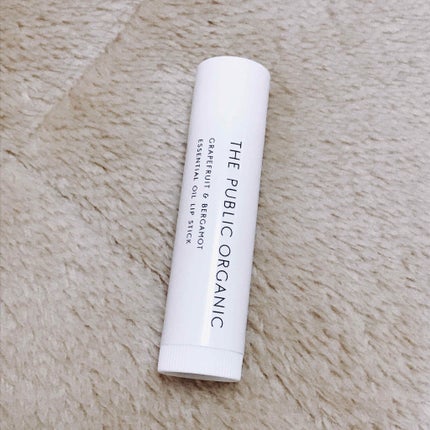 THE PUBLIC ORGANIC
GRAPEFRUIT & BERGAMOT
ESSENTIAL OIL LIP STICK